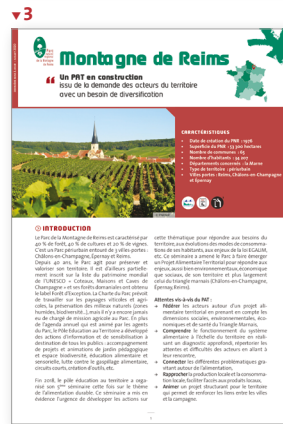 3
Montagne de Reims
Un PAT en construction
issu de la demande des acteurs du territoire
avec un besoin de diversification
CARACTÉRISTIQUES
Date de création du PNR : 1976
Superficie du PNR : 53 300 hectares
Nombre de communes : 65
Nombre d'habitants : 34 207
Départements concernés : la Marne
Type de territoire : périurbain
Villes portes : Reims, Châlons-en-Champagne
et Epernay
INTRODUCTION
Le Parc de la Montagne de Reims est caractérisé par
40 % de forêt, 40 % de cultures et 20 % de vignes.
C'est un Parc périurbain entouré de 3 villes-portes :
Châlons-en-Champagne, Épernay et Reims.
Depuis 40 ans, le Parc agit pour préserver et
valoriser son territoire; il est d'ailleurs partielle-
ment inscrit sur la liste du patrimoine mondial
de l'UNESCO « Coteaux, Maisons et Caves de
Champagne » et ses forêts domaniales ont obtenu
le label Forêt d'Exception. La Charte du Parc prévoit
de travailler sur les paysages viticoles et agri-
coles, la préservation des milieux naturels (zones
humides, biodiversité...), mais il n'y a encore jamais
eu de chargé de mission agricole au Parc. En plus
de l'agenda annuel qui est animé par les agents
du Parc, le Pôle Éducation au Territoire a développé
des actions d'information et de sensibilisation à
destination de tous les publics : accompagnement
de projets et animations de jardin pédagogique
et espace biodiversité, éducation alimentaire et
sensorielle, lutte contre le gaspillage alimentaire,
circuits courts, création d'outils, etc.
Fin 2018, le pôle éducation au territoire a orga-
nisé son 5ème séminaire cette fois sur le thème
de l'alimentation durable. Ce séminaire a mis en
évidence l'urgence de développer les actions sur
cette thématique pour répondre aux besoins du
territoire, aux évolutions des modes de consomma-
tions de ses habitants, aux enjeux de la loi EGALIM,
etc. Ce séminaire a amené le Parc à faire émerger
un Projet Alimentaire Territorial pour répondre aux
enjeux, aussi bien environnementaux, économiques
que sociaux, de son territoire et plus largement
celui du triangle marnais (Châlons-en-Champagne,
Épernay, Reims).
Attentes vis-à-vis du PAT :
Fédérer les acteurs autour d'un projet ali-
mentaire territorial en prenant en compte les
dimensions sociales, environnementales, éco-
nomiques et de santé du Triangle Marnais,
Comprendre le fonctionnement du système
alimentaire à l'échelle du territoire en réali-
sant un diagnostic approfondi, répertorier les
attentes et difficultés des acteurs en allant à
leur rencontre,
Connecter les différentes problématiques gra-
vitant autour de l'alimentation,
Rapprocher la production locale et la consomma-
tion locale, faciliter l'accès aux produits locaux,
Animer un projet structurant pour le territoire
qui permet de renforcer les liens entre les villes
et la campagne.